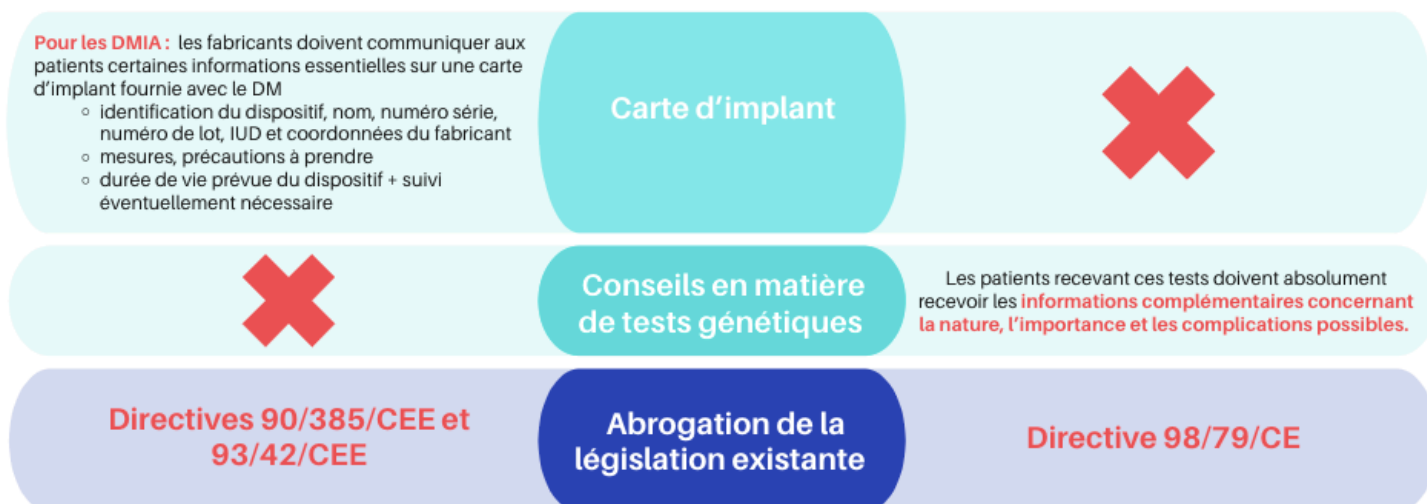 Pour les DMIA : les fabricants doivent communiquer aux
patients certaines informations essentielles sur une carte
d'implant fournie avec le DM
identification du dispositif, nom, numéro série,
numéro de lot, IUD et coordonnées du fabricant
mesures, précautions à prendre
durée de vie prévue du dispositif + suivi
éventuellement nécessaire
Carte d'implant
Conseils en matière
de tests génétiques
Les patients recevant ces tests doivent absolument
recevoir les informations complémentaires concernant
la nature, l'importance et les complications possibles.
Directives 90/385/CEE et
93/42/CEE
Abrogation de la
législation existante
Directive 98/79/CE